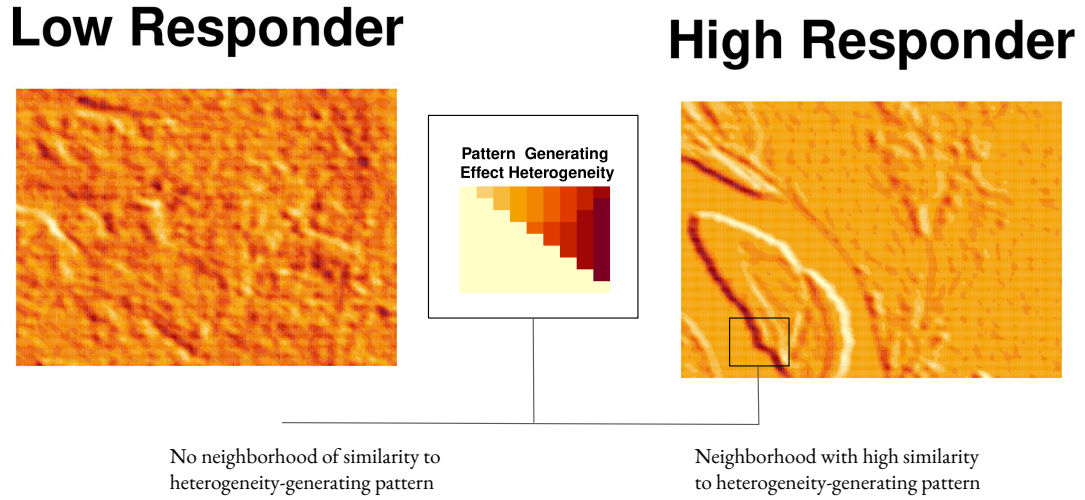 Low Responder
High Responder
Pattern Generating
Effect Heterogeneity
No neighborhood of similarity to
heterogeneity-generating pattern
Neighborhood with high similarity
to heterogeneity-generating pattern